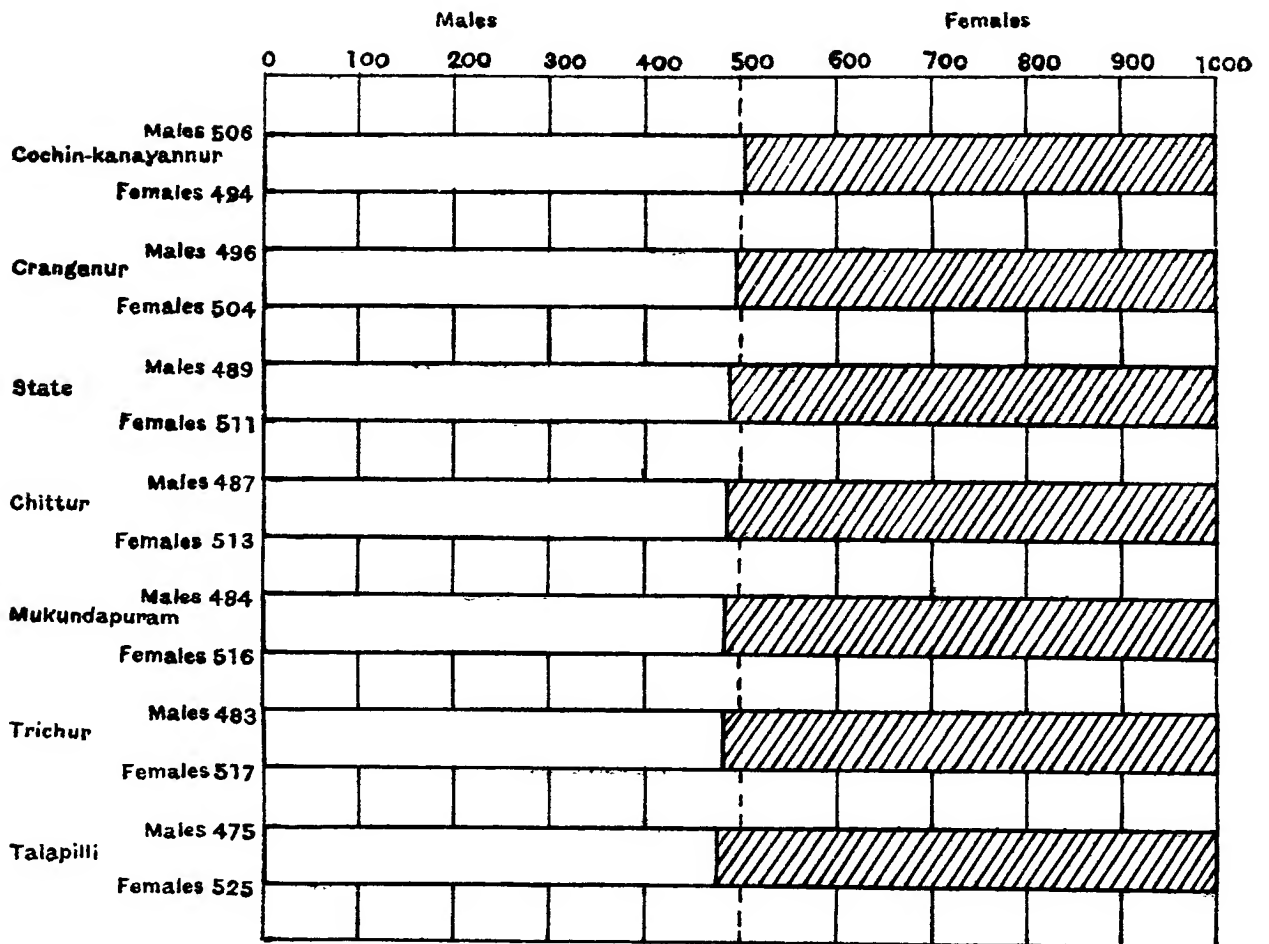 Males Females
0 100 200 300 400 500 600 700 800 900 1000
Males 506
Cochin-kanayannur
Females 494
Males 496
Cranganur
Females 504
Males 489
State
Females 511
Males 487
Chittur
Females 513
Males 484
Mukundapuram
Females 516
Males 483
Trichur
Females 517
Males 475
Talapilli
Females 525